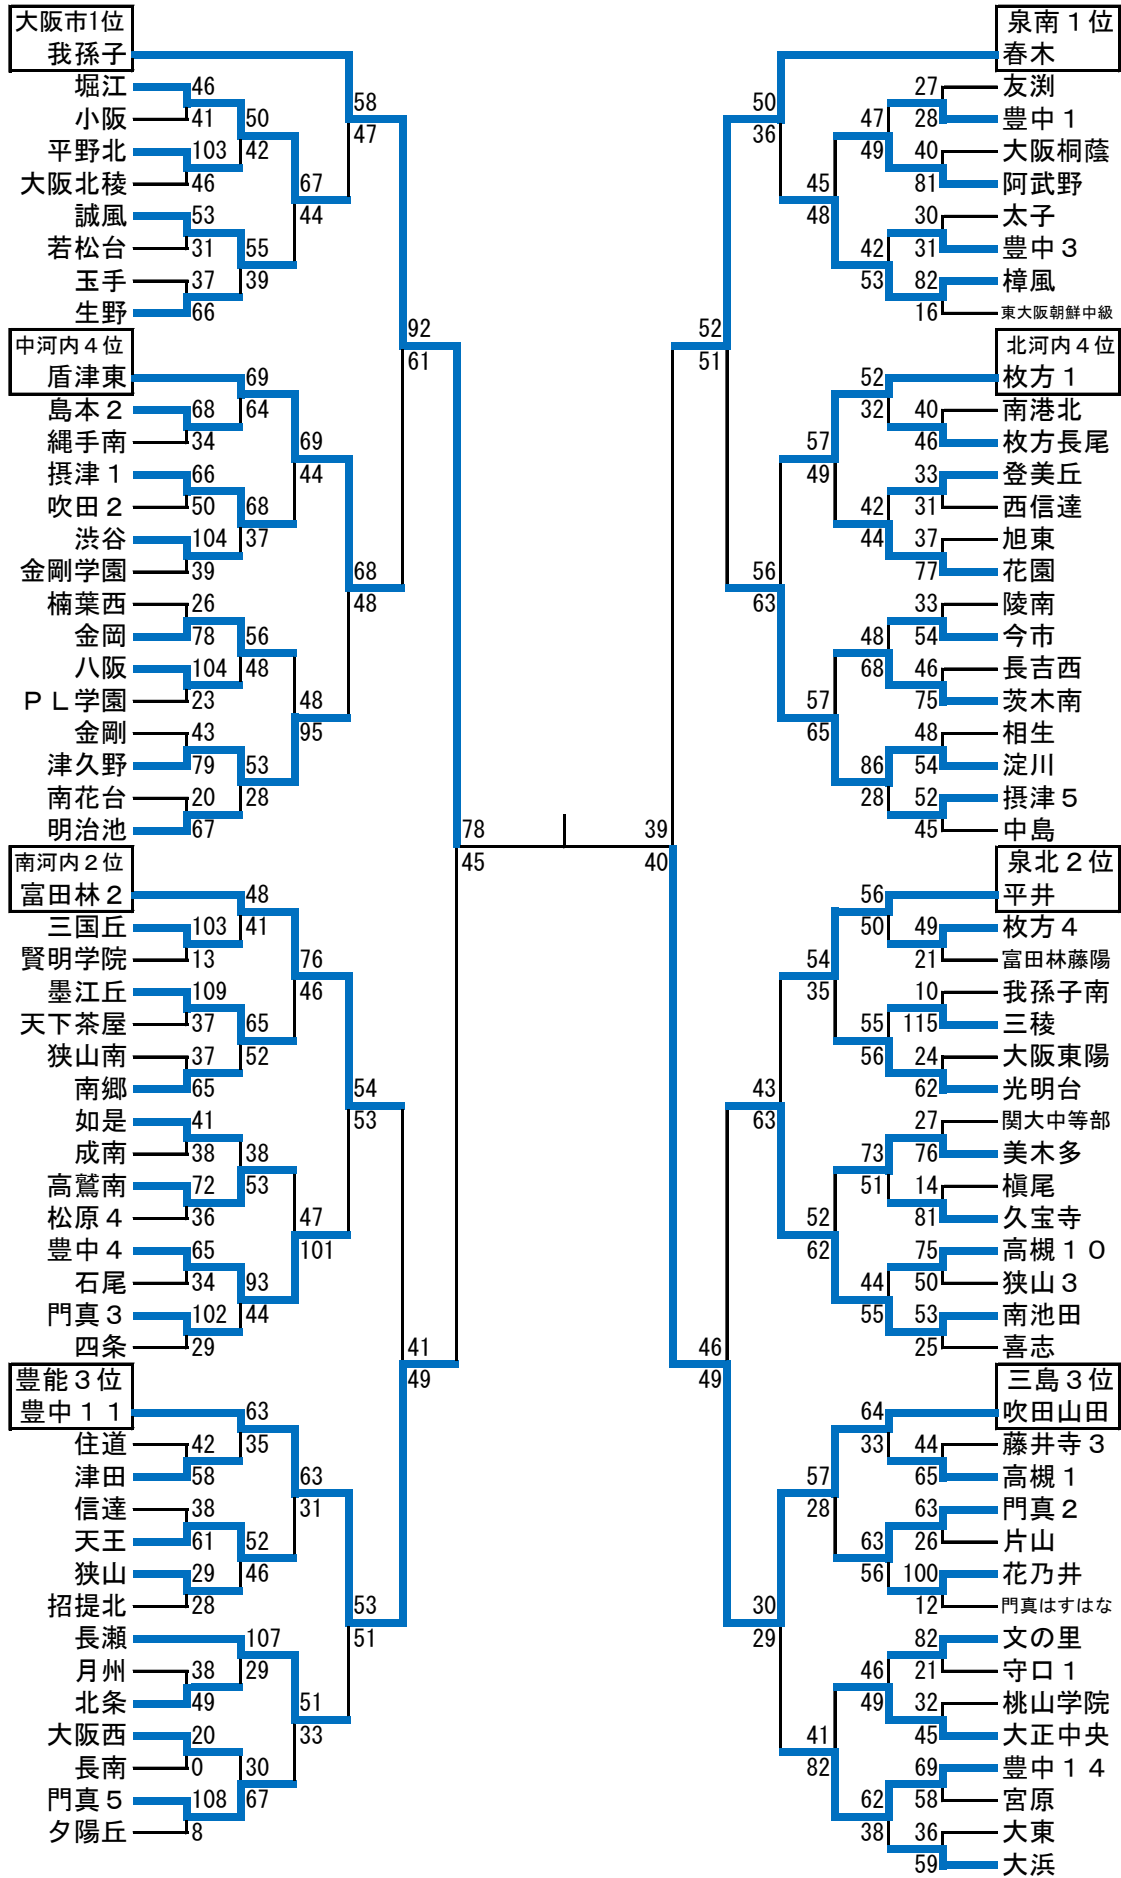 大阪市1位
我孫子
堀江 46
小阪 41
50
42
平野北 103
大阪北稜 46
67
44
誠風 53
若松台 31
55
39
玉手 37
生野 66
58
47
中河内４位
盾津東
69
64
島本２ 68
縄手南 34
69
44
摂津１ 66
吹田２ 50
68
37
渋谷 104
金剛学園 39
68
48
楠葉西 26
金岡 78
56
48
八阪 104
ＰＬ学園 23
48
95
金剛 43
津久野 79
53
28
南花台 20
明治池 67
92
61
南河内２位
富田林２
48
41
三国丘 103
賢明学院 13
76
46
墨江丘 109
天下茶屋 37
65
52
狭山南 37
南郷 65
54
53
如是 41
成南 38
38
53
高鷲南 72
松原４ 36
47
101
豊中４ 65
石尾 34
93
44
門真３ 102
四条 29
41
49
豊能３位
豊中１１
63
35
住道 42
津田 58
63
31
信達 38
天王 61
52
46
狭山 29
招提北 28
53
51
長瀬
107
29
月州 38
北条 49
51
33
大阪西 20
長南 0
30
67
門真５ 108
夕陽丘 8
78
45
39
40
泉南１位
春木
50
36
27 友渕
28 豊中１
47
49
40 大阪桐蔭
81 阿武野
45
48
30 太子
31 豊中３
42
53
82 樟風
16 東大阪朝鮮中級
52
51
北河内４位
枚方１
52
32
40 南港北
46 枚方長尾
57
49
33 登美丘
31 西信達
42
44
37 旭東
77 花園
56
63
33 陵南
54 今市
48
68
46 長吉西
75 茨木南
57
65
48 相生
54 淀川
86
28
52 摂津５
45 中島
泉北２位
平井
56
50
49 枚方４
21 富田林藤陽
54
35
10 我孫子南
115 三稜
55
56
24 大阪東陽
62 光明台
43
63
27 関大中等部
76 美木多
73
51
14 槇尾
81 久宝寺
52
62
75 高槻１０
50 狭山３
44
55
53 南池田
25 喜志
46
49
三島３位
吹田山田
64
33
44 藤井寺３
65 高槻１
57
28
63 門真２
26 片山
63
56
100 花乃井
12 門真はすはな
30
29
82 文の里
21 守口１
46
49
32 桃山学院
45 大正中央
41
82
69 豊中１４
58 宮原
62
38
36 大東
59 大浜